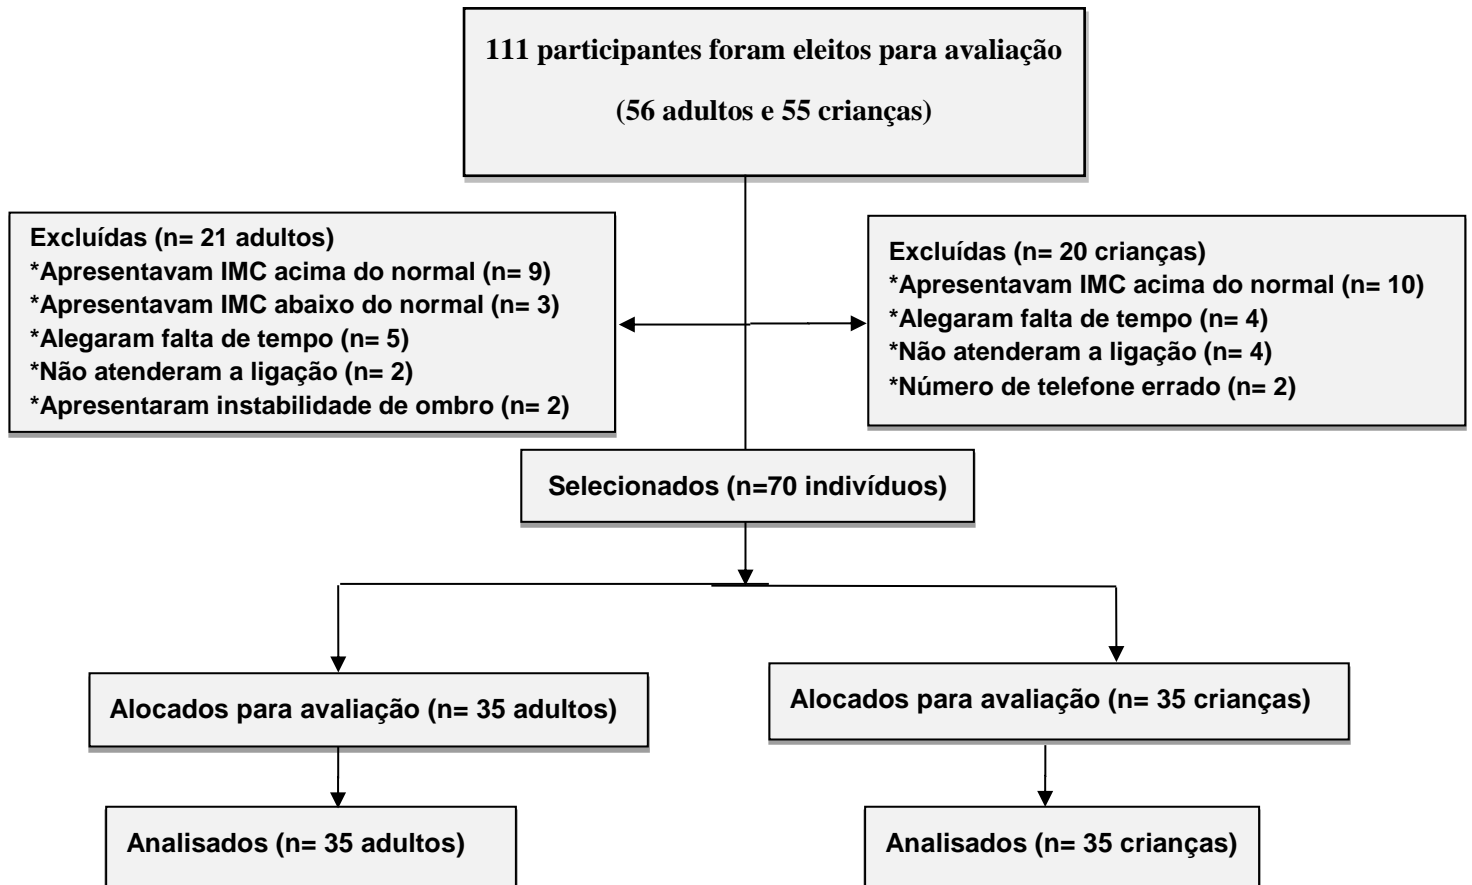 111 participantes foram eleitos para avaliação
(56 adultos e 55 crianças)
Excluídas (n= 21 adultos)
*Apresentavam IMC acima do normal (n= 9)
*Apresentavam IMC abaixo do normal (n= 3)
*Alegaram falta de tempo (n= 5)
*Não atenderam a ligação (n= 2)
*Apresentaram instabilidade de ombro (n= 2)
Excluídas (n= 20 crianças)
*Apresentavam IMC acima do normal (n= 10)
*Alegaram falta de tempo (n= 4)
*Não atenderam a ligação (n= 4)
*Número de telefone errado (n= 2)
Selecionados (n=70 indivíduos)
Alocados para avaliação (n= 35 adultos)
Alocados para avaliação (n= 35 crianças)
Analisados (n= 35 adultos)
Analisados (n= 35 crianças)